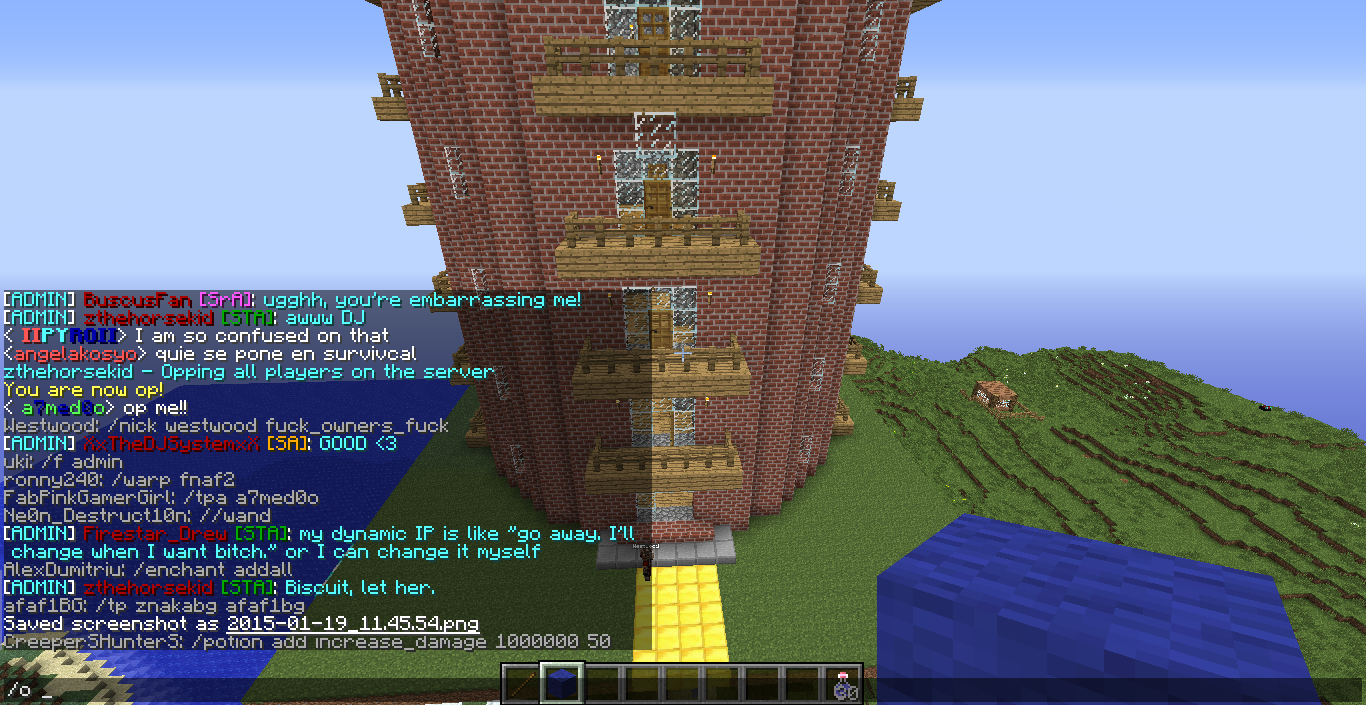 [ADMIN] BuscusFan [SrA]: ugghh, you're embarrassing me!
[ADMIN] zthehorsekid [STA]: awww DJ
< IIPYROII> I am so confused on that
<angelakosyo> quie se pone en survivcal
zthehorsekid - Opping all players on the server
You are now op!
< a7med0o> op me!!
Westwood: /nick westwood fuck_owners_fuck
[ADMIN] XxTheDJSystemxX [SA]: GOOD <3
uki: /f admin
ronny240: /warp fnaf2
FabPinkGamerGirl: /tpa a7med0o
Ne0n_Destruct10n: //wand
[ADMIN] Firestar_Drew [STA]: my dynamic IP is like "go away. I'll
change when I want bitch." or I can change it myself
AlexDumitriu: /enchant addall
[ADMIN] zthehorsekid [STA]: Biscuit, let her.
afaf1BG: /tp znakabg afaf1bg
Saved screenshot as 2015-01-19_11.45.54.png
CreeperSHunterS: /potion add increase_damage 1000000 50
/o _
Westwood